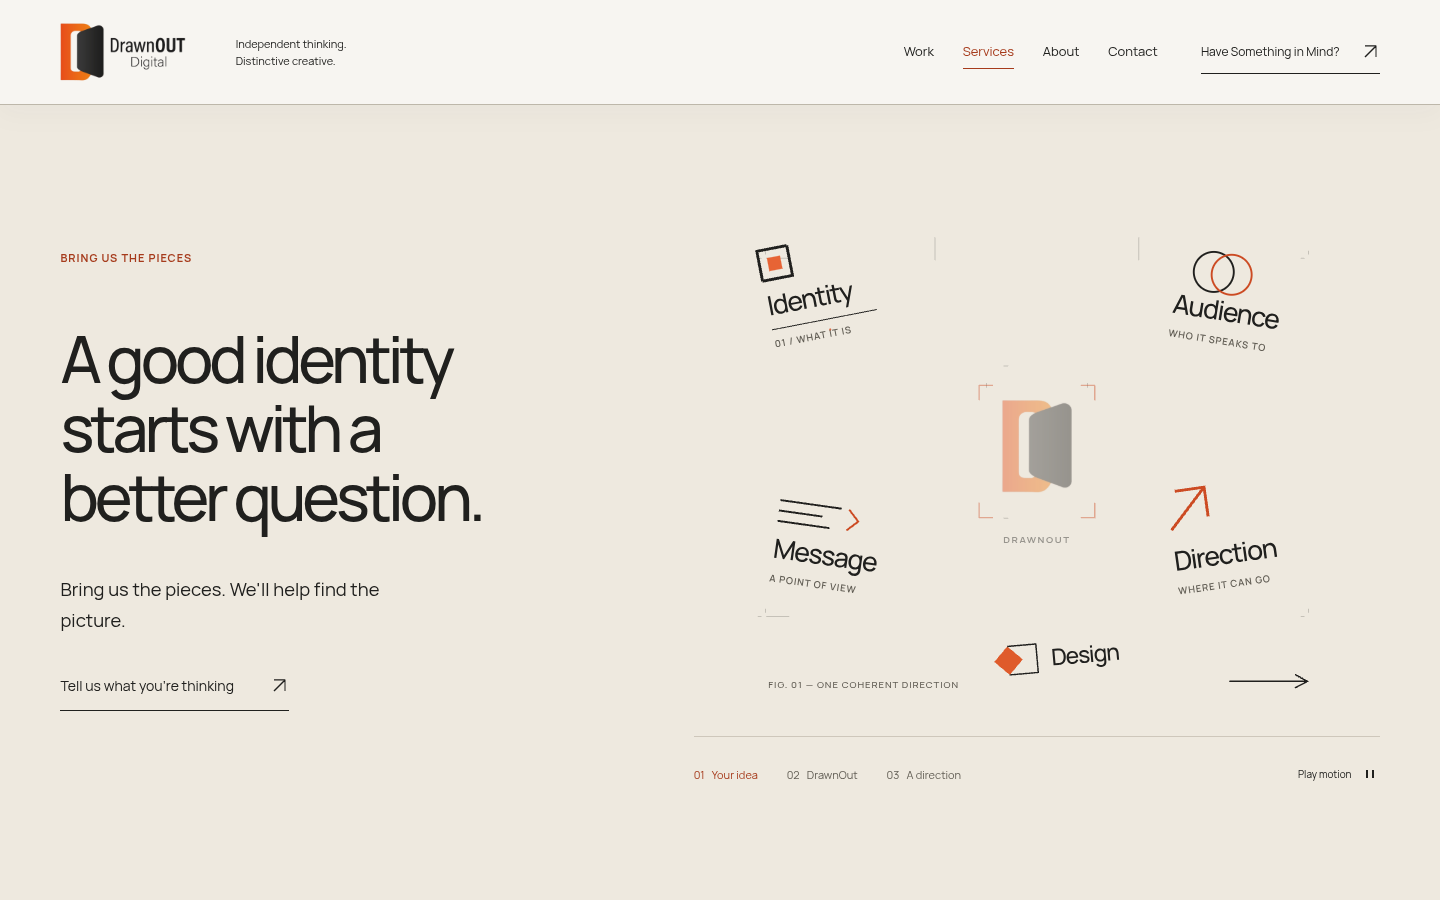 DrawnOUT
Digital
Independent thinking.
Distinctive creative.
Work
Services
About
Contact
Have Something in Mind?
BRING US THE PIECES
A good identity
starts with a
better question.
Bring us the pieces. We'll help find the
picture.
Tell us what you're thinking
Identity
01 / WHAT IT IS
Audience
WHO IT SPEAKS TO
DRAWNOUT
Message
A POINT OF VIEW
Direction
WHERE IT CAN GO
Design
FIG. 01 — ONE COHERENT DIRECTION
01 Your idea
02 DrawnOut
03 A direction
Play motion